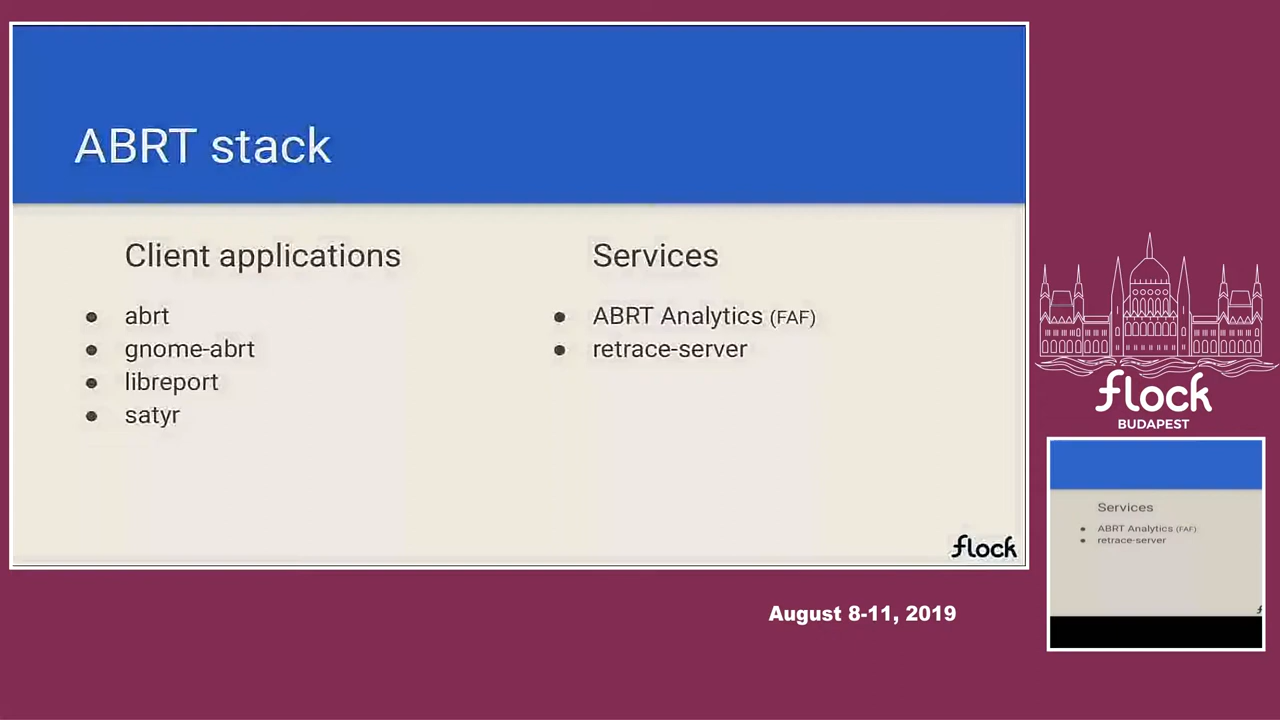 ABRT stack
Client applications
● abrt
● gnome-abrt
● libreport
● satyr
Services
● ABRT Analytics (FAF)
● retrace-server
flock
flock
BUDAPEST
Services
● ABRT Analytics (FAF)
● retrace-server
August 8-11, 2019